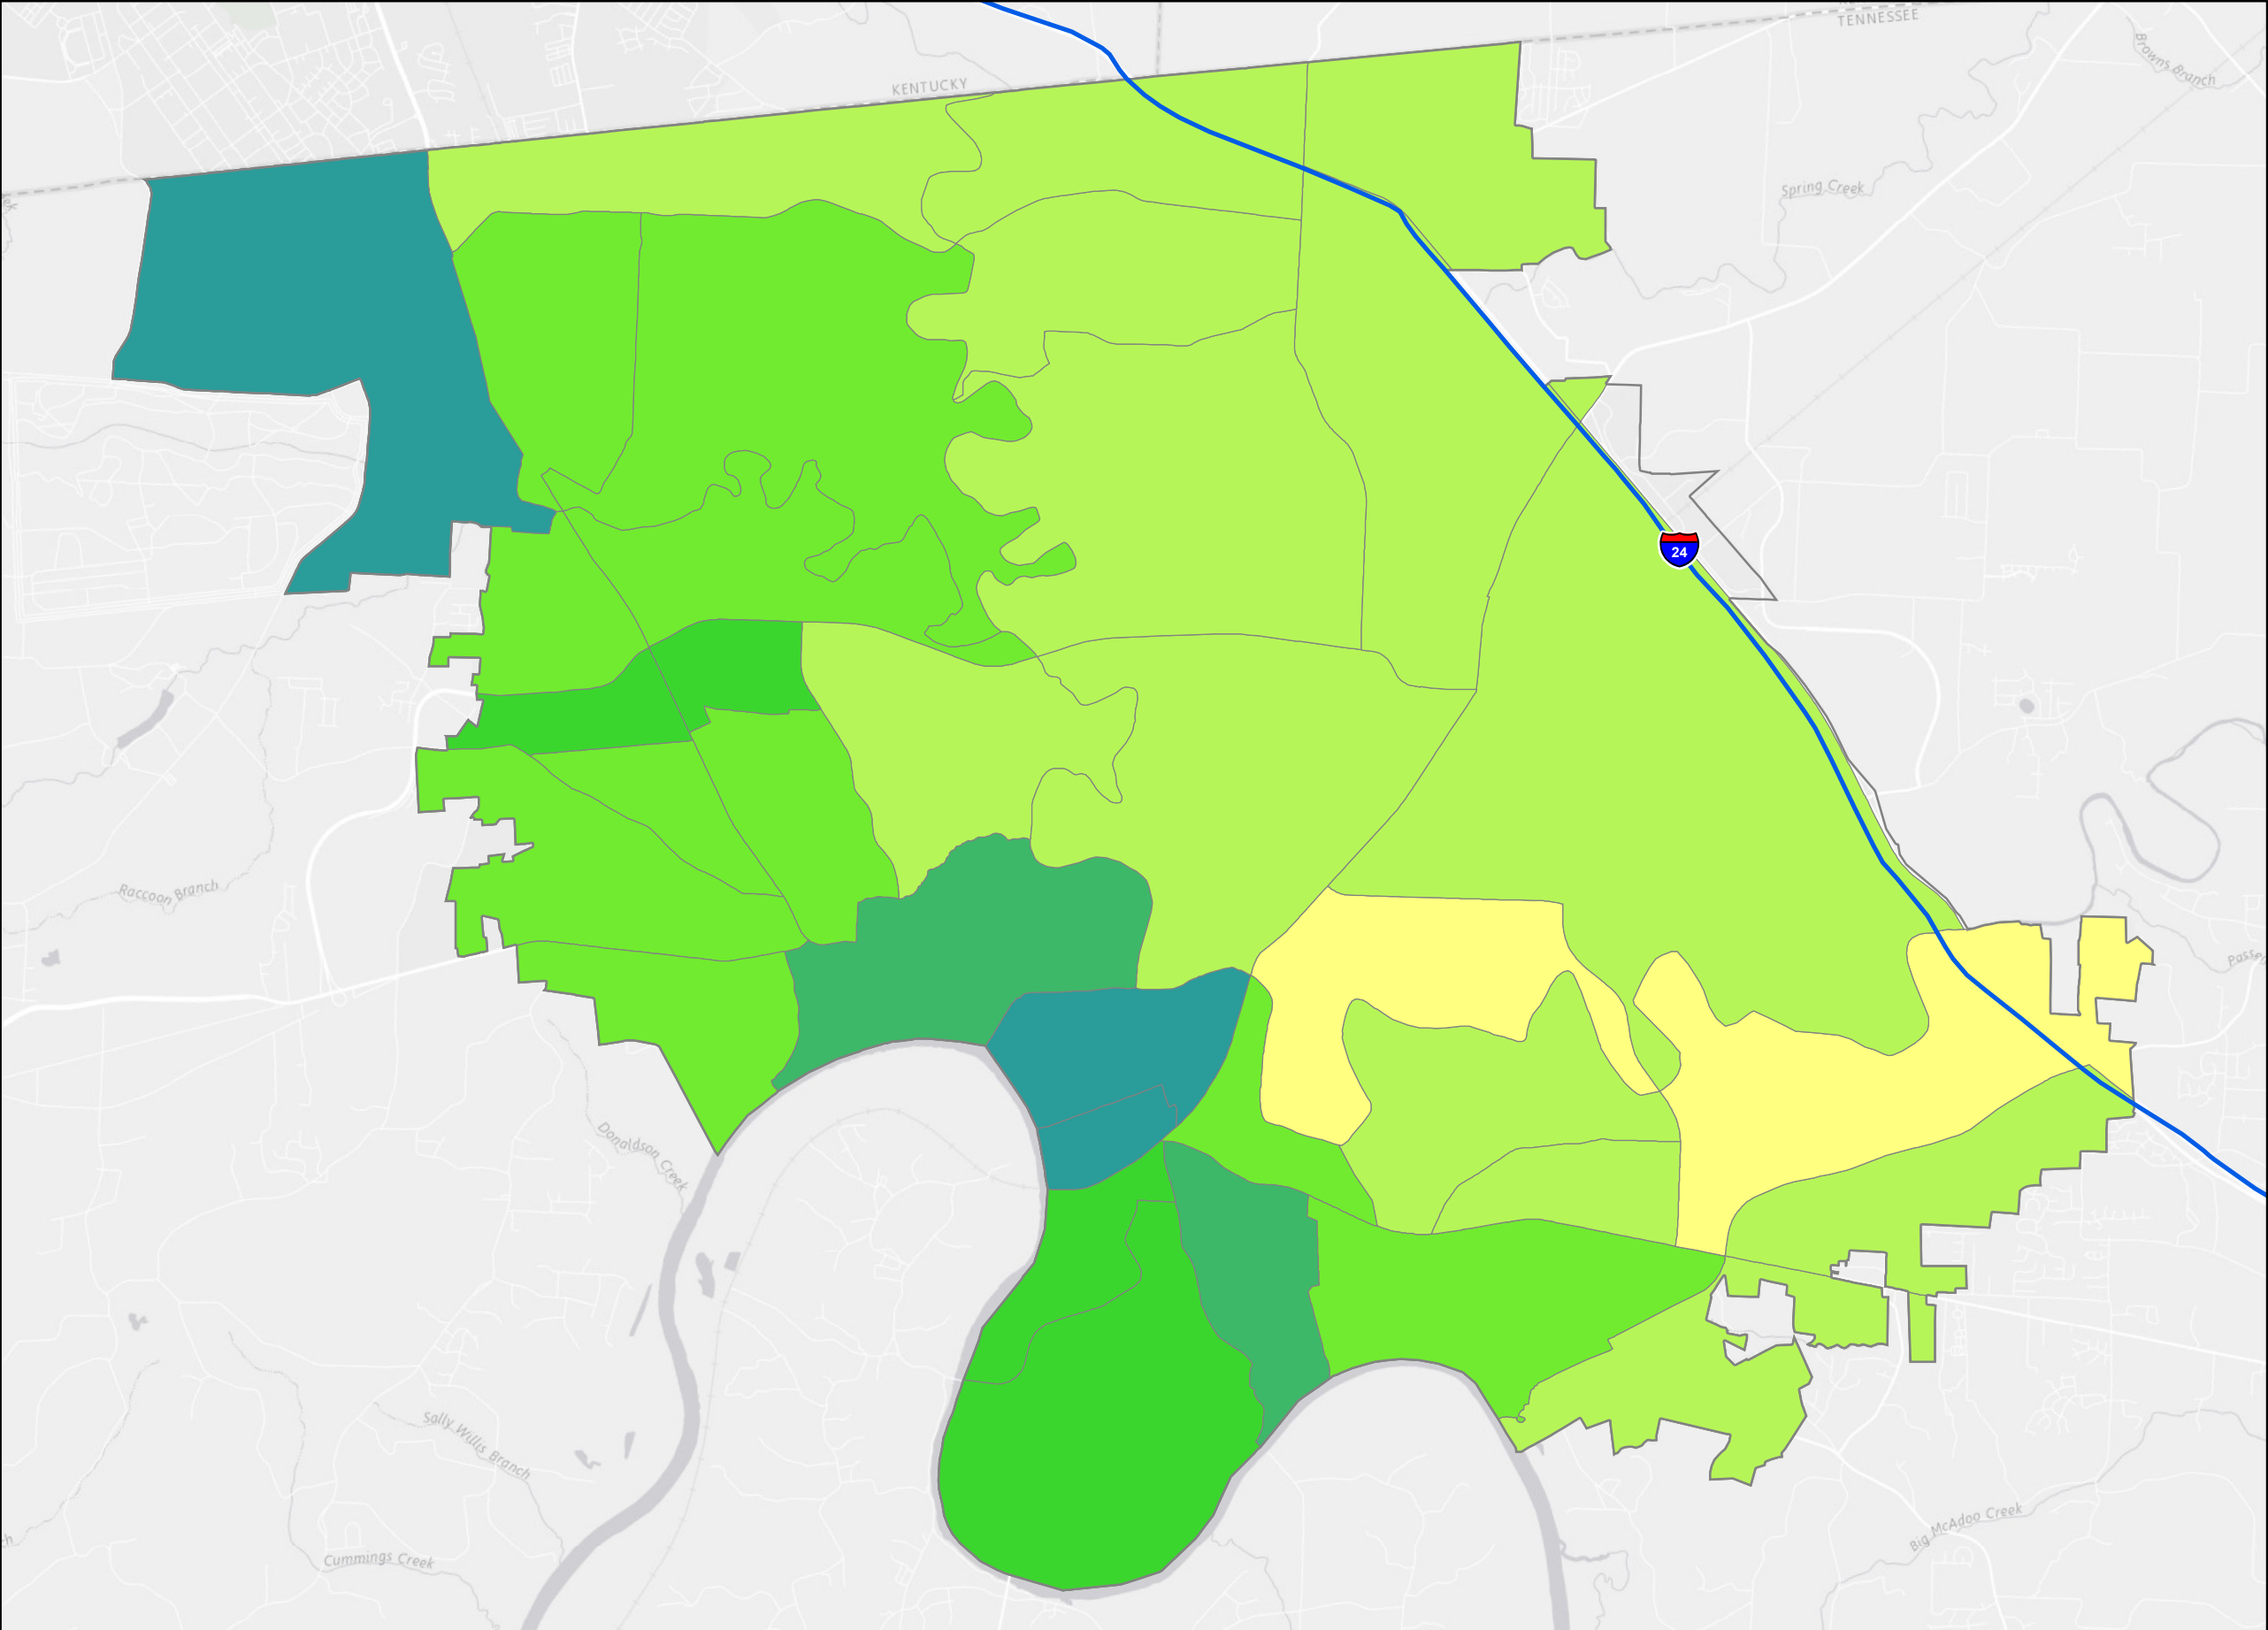 TENNESSEE
Browns Branch
KENTUCKY
Spring Creek
24
Raccoon Branch
Donaldson Creek
Sally Willis Branch
Big McAdoo Creek
Cummings Creek